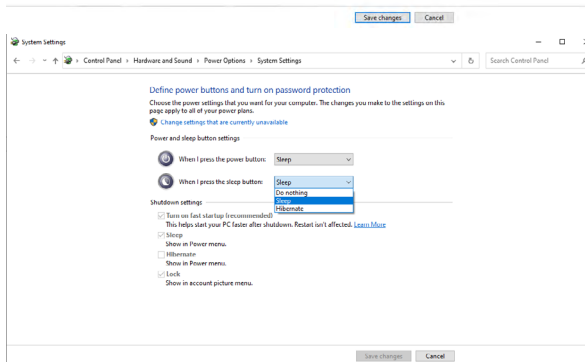 Save changes Cancel
System Settings
Control Panel > Hardware and Sound > Power Options > System Settings
Search Control Panel
Define power buttons and turn on password protection
Choose the power settings that you want for your computer. The changes you make to the settings on this
page apply to all of your power plans.
Change settings that are currently unavailable
Power and sleep button settings
When I press the power button: Sleep
When I press the sleep button: Sleep
Do nothing
Sleep
Hibernate
Shutdown settings
Turn on fast startup (recommended)
This helps start your PC faster after shutdown. Restart isn't affected. Learn More
Sleep
Show in Power menu.
Hibernate
Show in Power menu.
Lock
Show in account picture menu.
Save changes Cancel